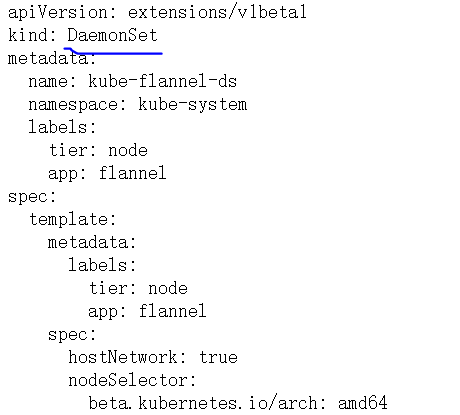 apiVersion: extensions/v1beta1
kind: DaemonSet
metadata:
  name: kube-flannel-ds
  namespace: kube-system
  labels:
    tier: node
    app: flannel
spec:
  template:
    metadata:
      labels:
        tier: node
        app: flannel
    spec:
      hostNetwork: true
      nodeSelector:
        beta.kubernetes.io/arch: amd64